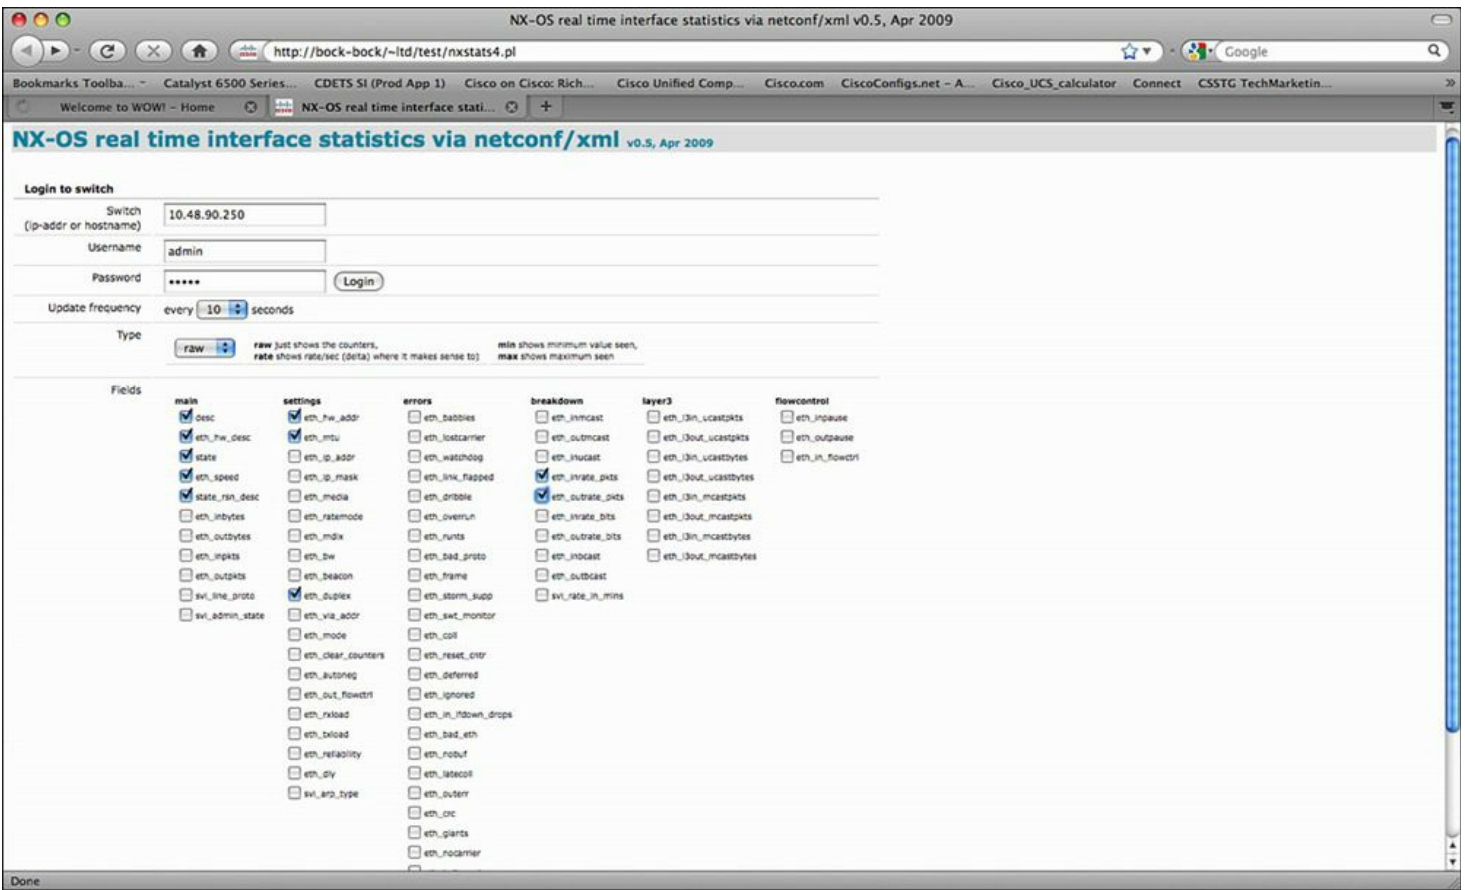 NX-OS real time interface statistics via netconf/xml v0.5, Apr 2009
http://bock-bock/~ltd/test/nxstats4.pl
Google
Bookmarks Toolba... Catalyst 6500 Series... CDETS SI (Prod App 1) Cisco on Cisco: Rich... Cisco Unified Comp... Cisco.com CiscoConfigs.net – A... Cisco_UCS_calculator Connect CSSTG TechMarketin... »
Welcome to WOW! – Home NX-OS real time interface stati... +
NX-OS real time interface statistics via netconf/xml v0.5, Apr 2009
Login to switch
Switch
(ip-addr or hostname) 10.48.90.250
Username admin
Password ••••• Login
Update frequency every 10 seconds
Type raw
raw just shows the counters, min shows minimum value seen,
rate shows rate/sec (delta) where it makes sense to) max shows maximum seen
Fields
main settings errors breakdown layer3 flowcontrol
desc eth_hw_addr eth_babbles eth_inmcast eth_l3in_ucastpkts eth_inpause
eth_hw_desc eth_mtu eth_lostcarrier eth_outmcast eth_l3out_ucastpkts eth_outpause
state eth_ip_addr eth_watchdog eth_inucast eth_l3in_ucastbytes eth_in_flowctrl
eth_speed eth_ip_mask eth_link_flapped eth_inrate_pkts eth_l3out_ucastbytes
state_rsn_desc eth_media eth_dribble eth_outrate_pkts eth_l3in_mcastpkts
eth_inbytes eth_ratemode eth_overrun eth_inrate_bits eth_l3out_mcastpkts
eth_outbytes eth_mdix eth_runts eth_outrate_bits eth_l3in_mcastbytes
eth_inpkts eth_bw eth_bad_proto eth_inbcast eth_l3out_mcastbytes
eth_outpkts eth_beacon eth_frame eth_outbcast
svi_line_proto eth_duplex eth_storm_supp svi_rate_in_mins
svi_admin_state eth_via_addr eth_swt_monitor
eth_mode eth_coll
eth_clear_counters eth_reset_cntr
eth_autoneg eth_deferred
eth_out_flowctrl eth_ignored
eth_rxload eth_in_ifdown_drops
eth_txload eth_bad_eth
eth_reliability eth_nobuf
eth_dly eth_latecoll
svi_arp_type eth_outerr
eth_crc
eth_giants
eth_nocarrier
Done